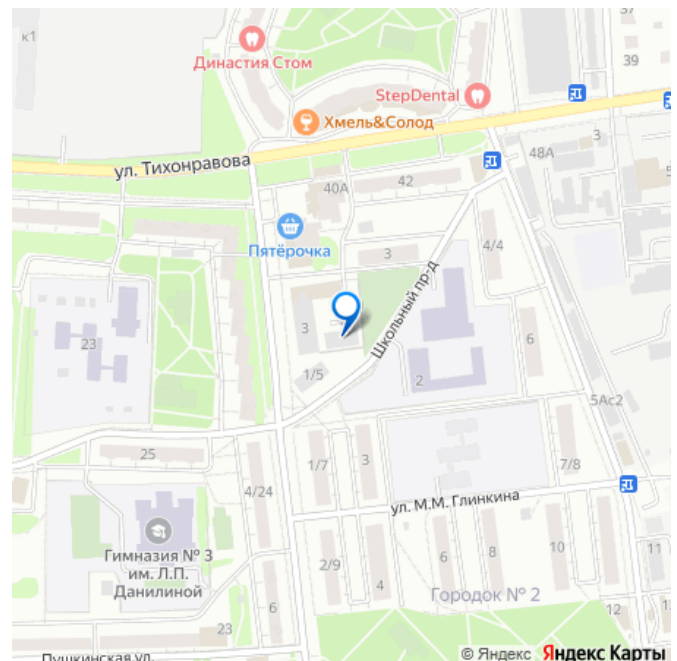 к1
37
Династия Стом
39
StepDental
Хмель&Солод
3
48А
ул. Тихонравова
40А
42
Пятёрочка
3
4/4
Школьный пр-д
3
6
23
1/5
2
5Ас2
25
1/7
3
7/8
4/24
ул. М.М. Глинкина
Гимназия № 3
им. Л.П.
Данилиной
2/9
4
6
8
10
11
Городок № 2
6
12
13
23
Пушкинская ул.
© Яндекс Яндекс Карты